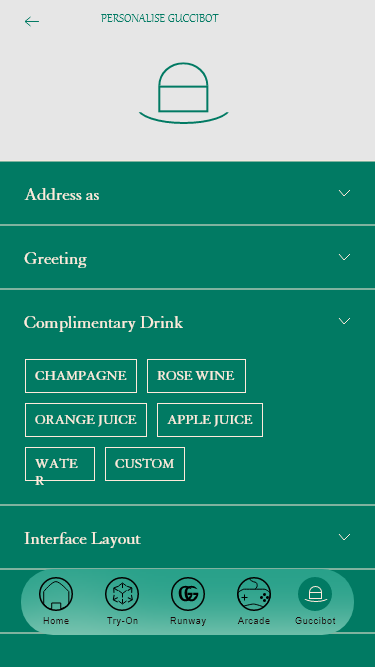 PERSONALISE GUCCIBOT
Address as
Greeting
Complimentary Drink
CHAMPAGNE ROSE WINE
ORANGE JUICE APPLE JUICE
WATE
R
CUSTOM
Interface Layout
Home Try-On Runway Arcade Guccibot